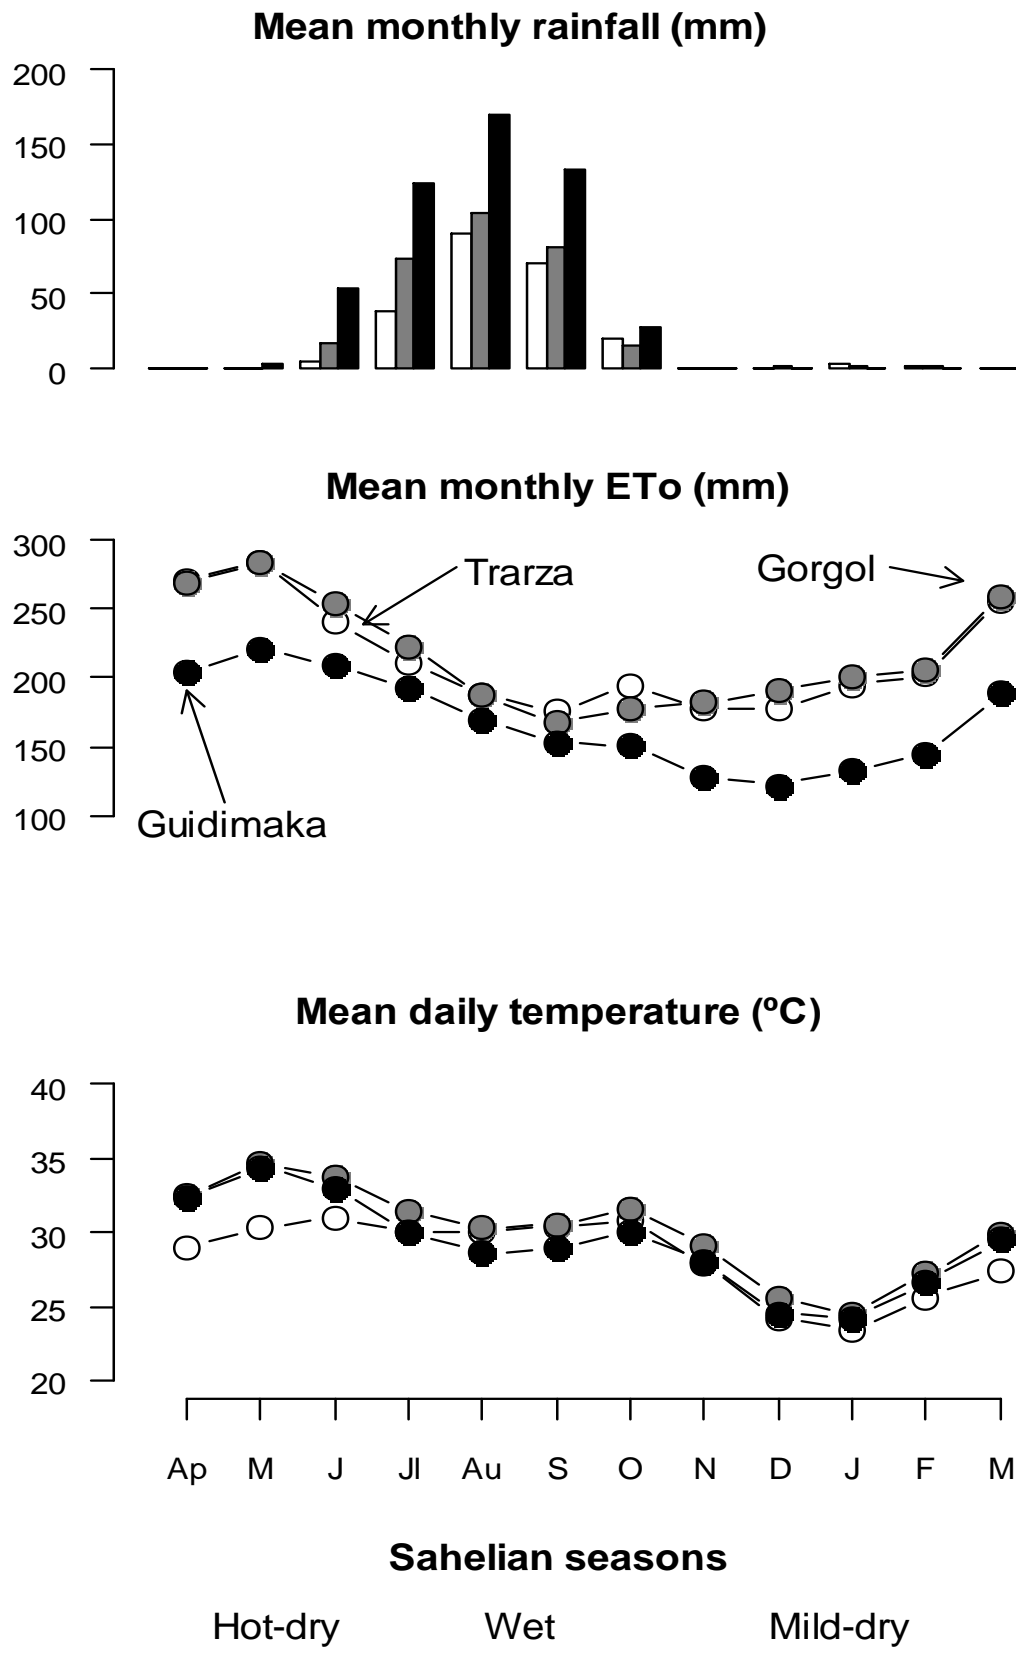 Mean monthly rainfall (mm)
200
150
100
50
0
Mean monthly ETo (mm)
300
250
200
150
100
Trarza
Gorgol
Guidimaka
Mean daily temperature (ºC)
40
35
30
25
20
Ap M J Jl Au S O N D J F M
Sahelian seasons
Hot-dry Wet Mild-dry